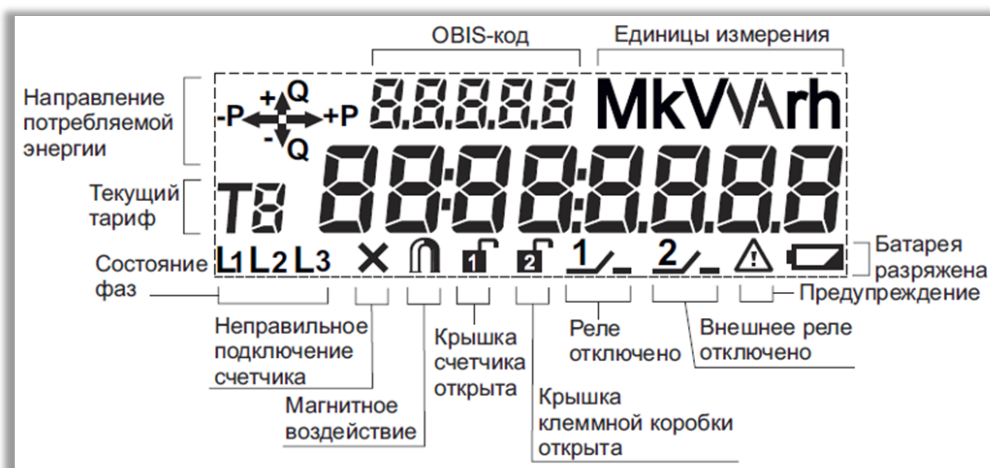 OBIS-код
Единицы измерения
Направление
потребляемой
энергии
+Q
-P
+P
-Q
8.8.8.8.8
MkVVArh
Текущий
тариф
T8
88:88:8.8.8.8
Состояние
фаз
L1 L2 L3
1
2
1
2
Батарея
разряжена
Предупреждение
Неправильное
подключение
счетчика
Магнитное
воздействие
Крышка
счетчика
открыта
Крышка
клеммной коробки
открыта
Реле
отключено
Внешнее реле
отключено